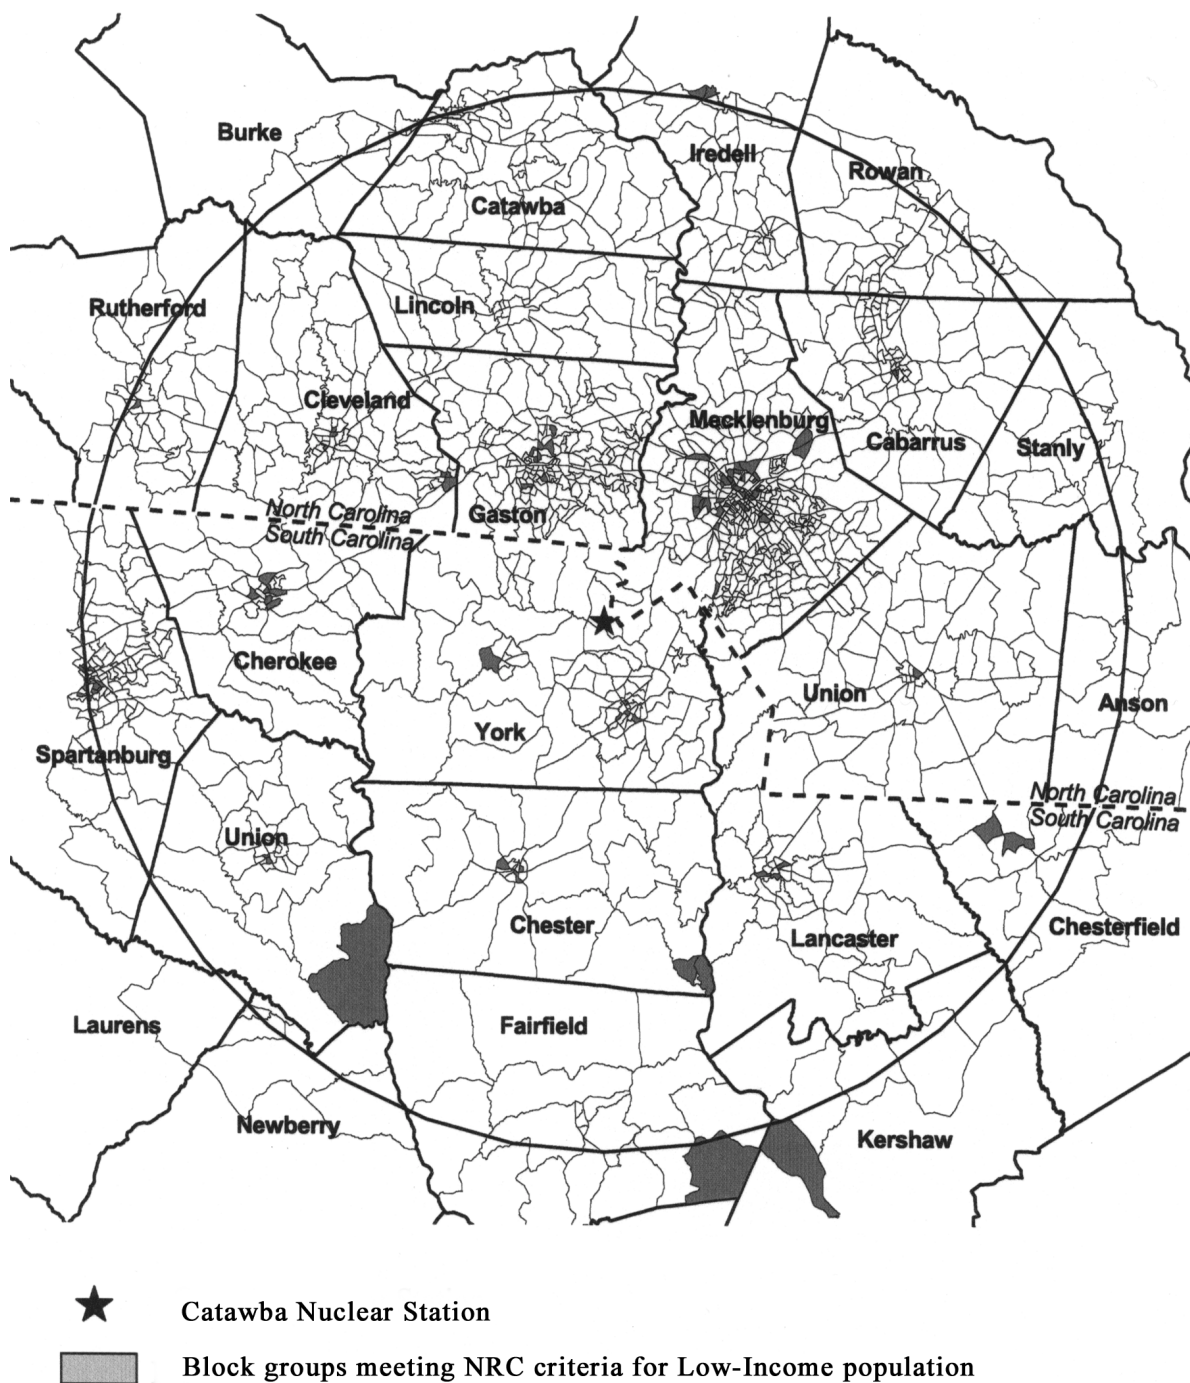 Burke
Iredell
Rowan
Catawba
Rutherford
Lincoln
Cleveland
Mecklenburg
Cabarrus
Stanly
Gaston
North Carolina
South Carolina
Cherokee
York
Union
Anson
Spartanburg
North Carolina
South Carolina
Union
Chester
Lancaster
Chesterfield
Laurens
Fairfield
Newberry
Kershaw
Catawba Nuclear Station
Block groups meeting NRC criteria for Low-Income population